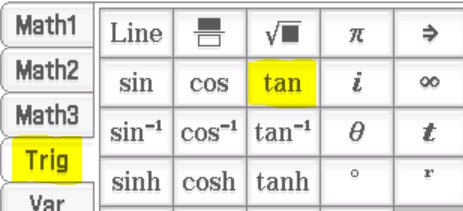 Math1 Line √■ π ⇒
Math2 sin cos tan i ∞
Math3 sin⁻¹ cos⁻¹ tan⁻¹ θ t
Trig sinh cosh tanh ° r
Var